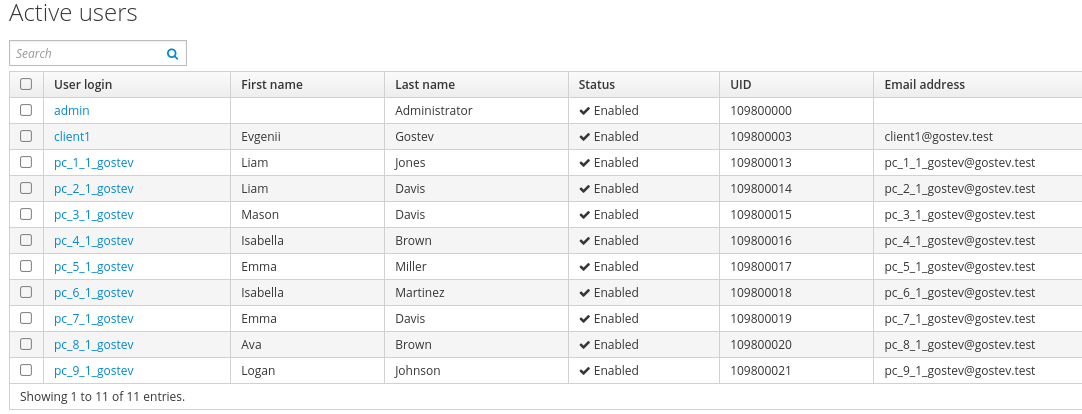 Active users
Search
User login First name Last name Status UID Email address
admin Administrator Enabled 109800000
client1 Evgenii Gostev Enabled 109800003 client1@gostev.test
pc_1_1_gostev Liam Jones Enabled 109800013 pc_1_1_gostev@gostev.test
pc_2_1_gostev Liam Davis Enabled 109800014 pc_2_1_gostev@gostev.test
pc_3_1_gostev Mason Davis Enabled 109800015 pc_3_1_gostev@gostev.test
pc_4_1_gostev Isabella Brown Enabled 109800016 pc_4_1_gostev@gostev.test
pc_5_1_gostev Emma Miller Enabled 109800017 pc_5_1_gostev@gostev.test
pc_6_1_gostev Isabella Martinez Enabled 109800018 pc_6_1_gostev@gostev.test
pc_7_1_gostev Emma Davis Enabled 109800019 pc_7_1_gostev@gostev.test
pc_8_1_gostev Ava Brown Enabled 109800020 pc_8_1_gostev@gostev.test
pc_9_1_gostev Logan Johnson Enabled 109800021 pc_9_1_gostev@gostev.test
Showing 1 to 11 of 11 entries.